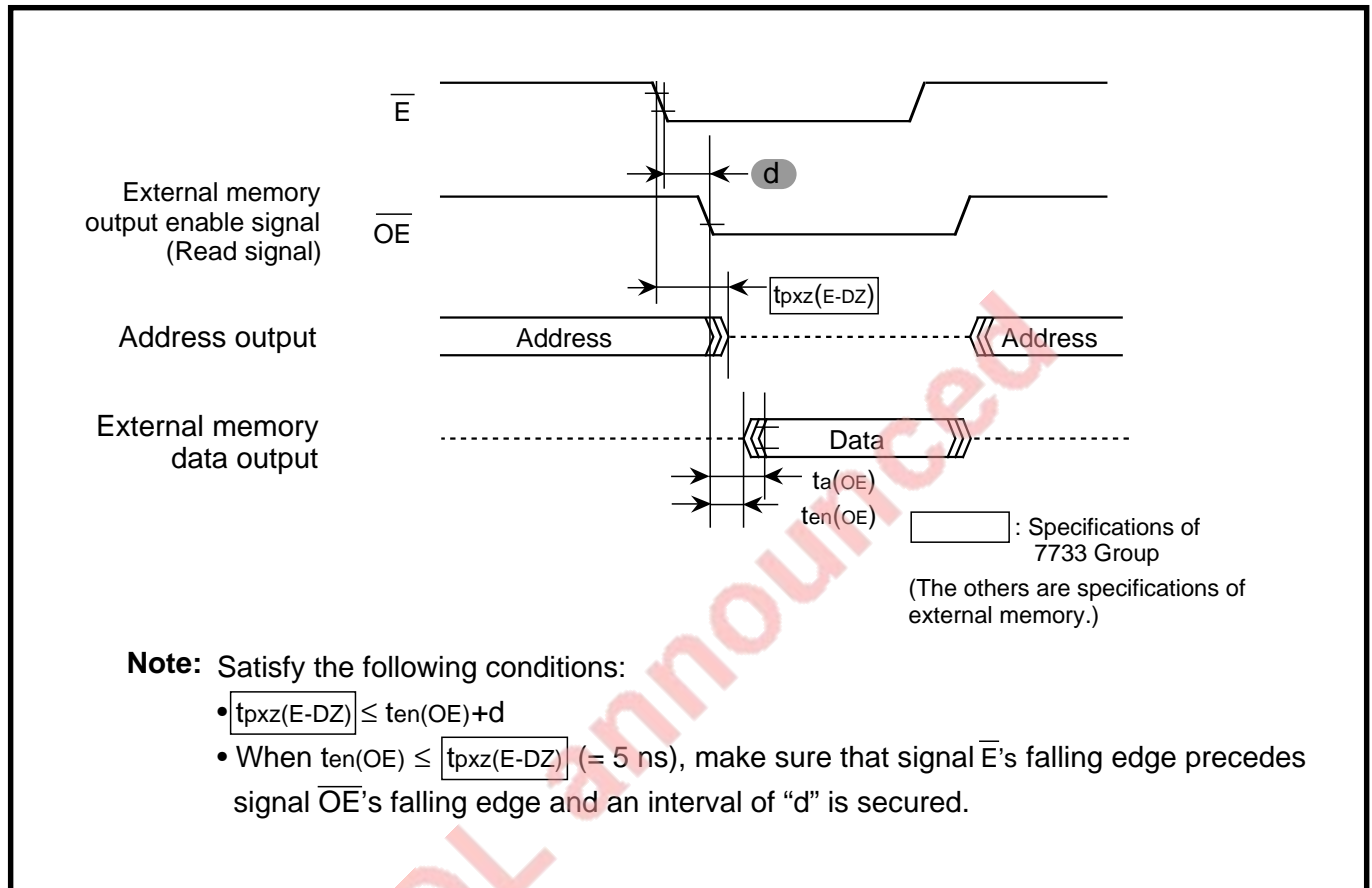 E̅
d
External memory
output enable signal
(Read signal)
O̅E̅
tpxz(E-DZ)
Address output
Address
Address
External memory
data output
Data
ta(OE)
ten(OE)
: Specifications of
7733 Group
(The others are specifications of
external memory.)
Note: Satisfy the following conditions:
• tpxz(E-DZ) ≤ ten(OE)+d
• When ten(OE) ≤ tpxz(E-DZ) (= 5 ns), make sure that signal E̅'s falling edge precedes
signal O̅E̅'s falling edge and an interval of “d” is secured.
L announced